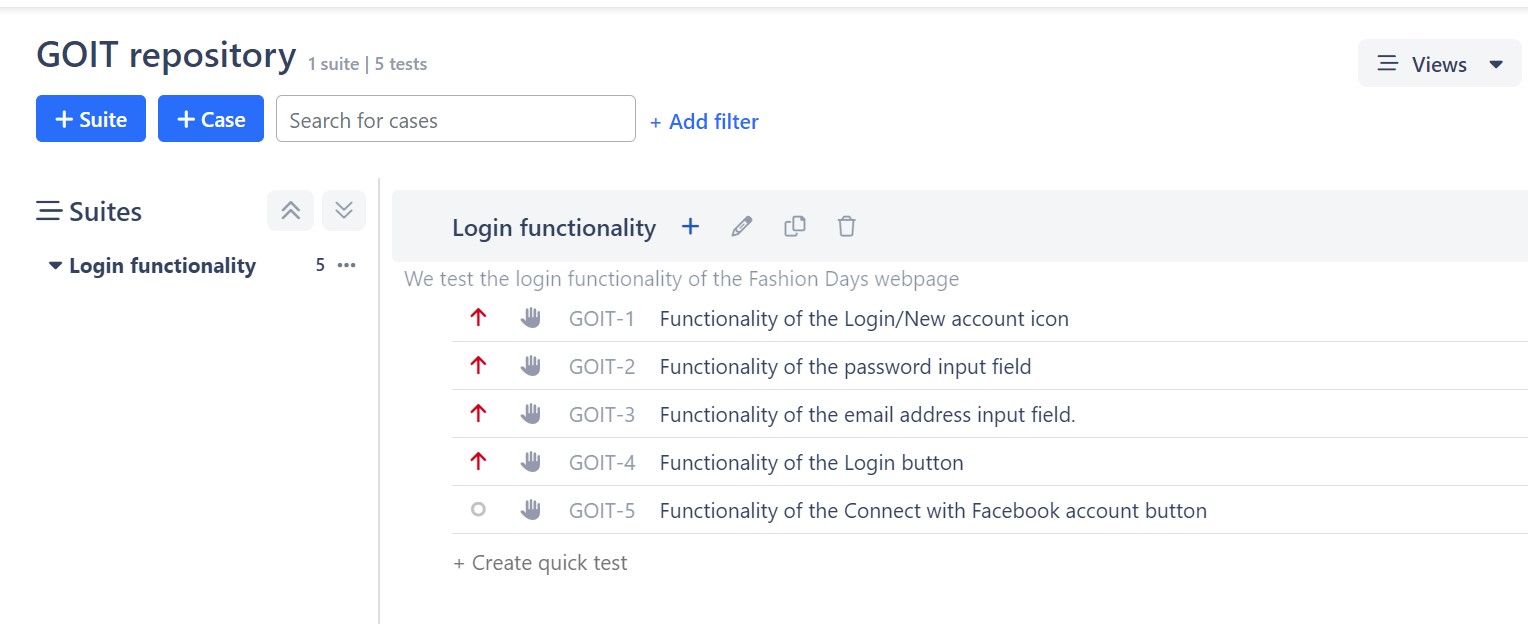 GOIT repository 1 suite | 5 tests
Views
+ Suite
+ Case
Search for cases
+ Add filter
Suites
Login functionality 5
Login functionality
We test the login functionality of the Fashion Days webpage
GOIT-1 Functionality of the Login/New account icon
GOIT-2 Functionality of the password input field
GOIT-3 Functionality of the email address input field.
GOIT-4 Functionality of the Login button
GOIT-5 Functionality of the Connect with Facebook account button
+ Create quick test